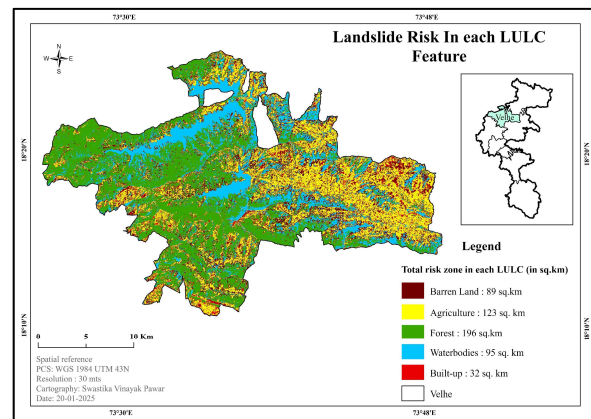 73°30'E
73°48'E
Landslide Risk In each LULC
Feature
N
W
E
S
Velhe
18°20'N
18°20'N
Legend
Total risk zone in each LULC (in sq.km)
Barren Land : 89 sq.km
Agriculture : 123 sq. km
Forest : 196 sq.km
Waterbodies : 95 sq. km
Built-up : 32 sq. km
Velhe
18°10'N
18°10'N
0 5 10 Km
Spatial reference
PCS: WGS 1984 UTM 43N
Resolution : 30 mts
Cartography: Swastika Vinayak Pawar
Date: 20-01-2025
73°30'E
73°48'E